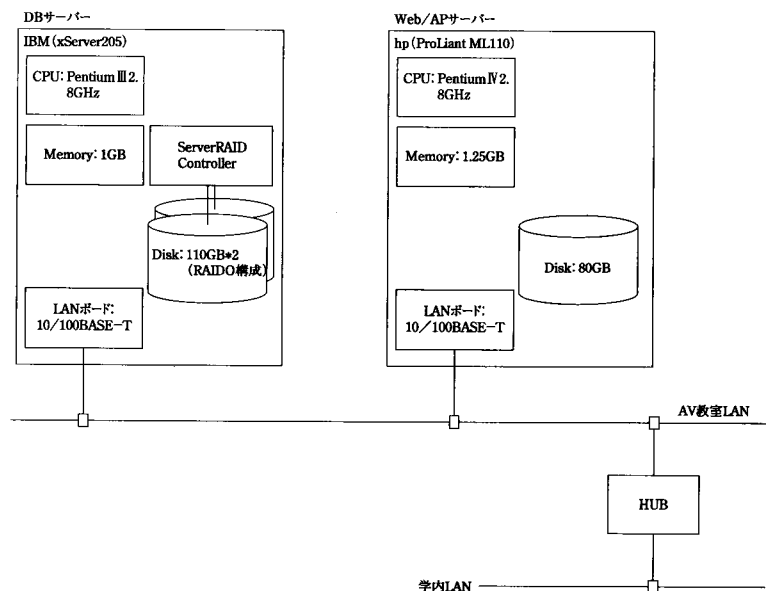 DBサーバー
IBM(xServer205)
CPU:PentiumⅢ2.
8GHz
Memory:1GB
ServerRAID
Controller
Disk:110GB*2
(RAIDO構成)
LANボード:
10/100BASE-T
Web/APサーバー
hp(ProLiant ML110)
CPU:PentiumⅣ2.
8GHz
Memory:1.25GB
Disk:80GB
LANボード:
10/100BASE-T
AV教室LAN
HUB
学内LAN